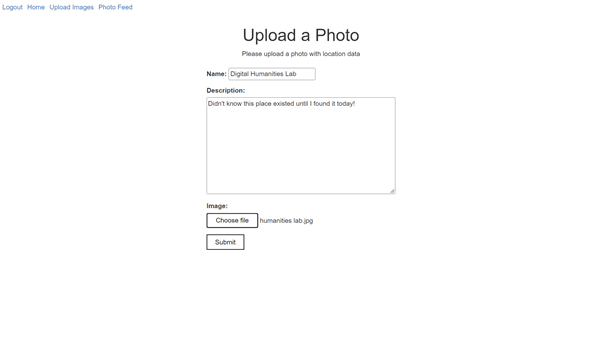 Logout Home Upload Images Photo Feed
Upload a Photo
Please upload a photo with location data
Name: Digital Humanities Lab
Description:
Didn't know this place existed until I found it today!
Image:
Choose file humanities lab.jpg
Submit